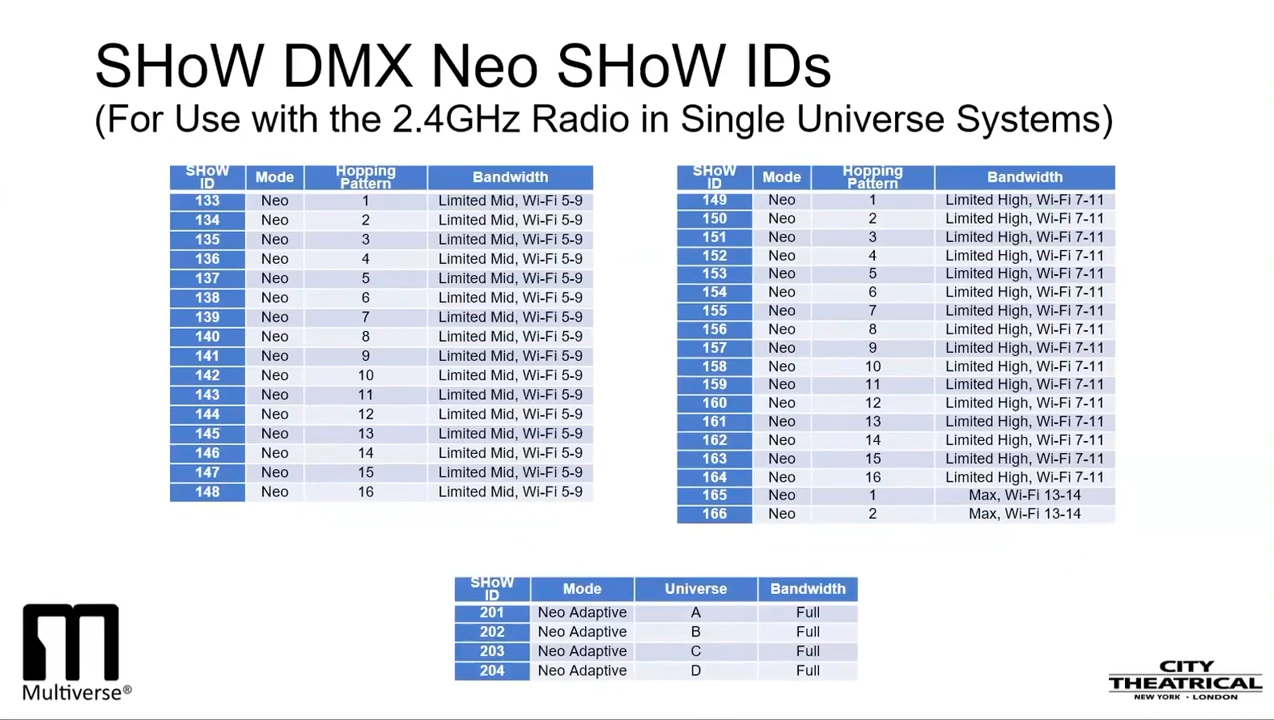 SHoW DMX Neo SHoW IDs
(For Use with the 2.4GHz Radio in Single Universe Systems)
SHoW ID Mode Hopping Pattern Bandwidth
133 Neo 1 Limited Mid, Wi-Fi 5-9
134 Neo 2 Limited Mid, Wi-Fi 5-9
135 Neo 3 Limited Mid, Wi-Fi 5-9
136 Neo 4 Limited Mid, Wi-Fi 5-9
137 Neo 5 Limited Mid, Wi-Fi 5-9
138 Neo 6 Limited Mid, Wi-Fi 5-9
139 Neo 7 Limited Mid, Wi-Fi 5-9
140 Neo 8 Limited Mid, Wi-Fi 5-9
141 Neo 9 Limited Mid, Wi-Fi 5-9
142 Neo 10 Limited Mid, Wi-Fi 5-9
143 Neo 11 Limited Mid, Wi-Fi 5-9
144 Neo 12 Limited Mid, Wi-Fi 5-9
145 Neo 13 Limited Mid, Wi-Fi 5-9
146 Neo 14 Limited Mid, Wi-Fi 5-9
147 Neo 15 Limited Mid, Wi-Fi 5-9
148 Neo 16 Limited Mid, Wi-Fi 5-9
SHoW ID Mode Hopping Pattern Bandwidth
149 Neo 1 Limited High, Wi-Fi 7-11
150 Neo 2 Limited High, Wi-Fi 7-11
151 Neo 3 Limited High, Wi-Fi 7-11
152 Neo 4 Limited High, Wi-Fi 7-11
153 Neo 5 Limited High, Wi-Fi 7-11
154 Neo 6 Limited High, Wi-Fi 7-11
155 Neo 7 Limited High, Wi-Fi 7-11
156 Neo 8 Limited High, Wi-Fi 7-11
157 Neo 9 Limited High, Wi-Fi 7-11
158 Neo 10 Limited High, Wi-Fi 7-11
159 Neo 11 Limited High, Wi-Fi 7-11
160 Neo 12 Limited High, Wi-Fi 7-11
161 Neo 13 Limited High, Wi-Fi 7-11
162 Neo 14 Limited High, Wi-Fi 7-11
163 Neo 15 Limited High, Wi-Fi 7-11
164 Neo 16 Limited High, Wi-Fi 7-11
165 Neo 1 Max, Wi-Fi 13-14
166 Neo 2 Max, Wi-Fi 13-14
SHoW ID Mode Universe Bandwidth
201 Neo Adaptive A Full
202 Neo Adaptive B Full
203 Neo Adaptive C Full
204 Neo Adaptive D Full
Multiverse®
CITY
THEATRICAL
NEW YORK • LONDON